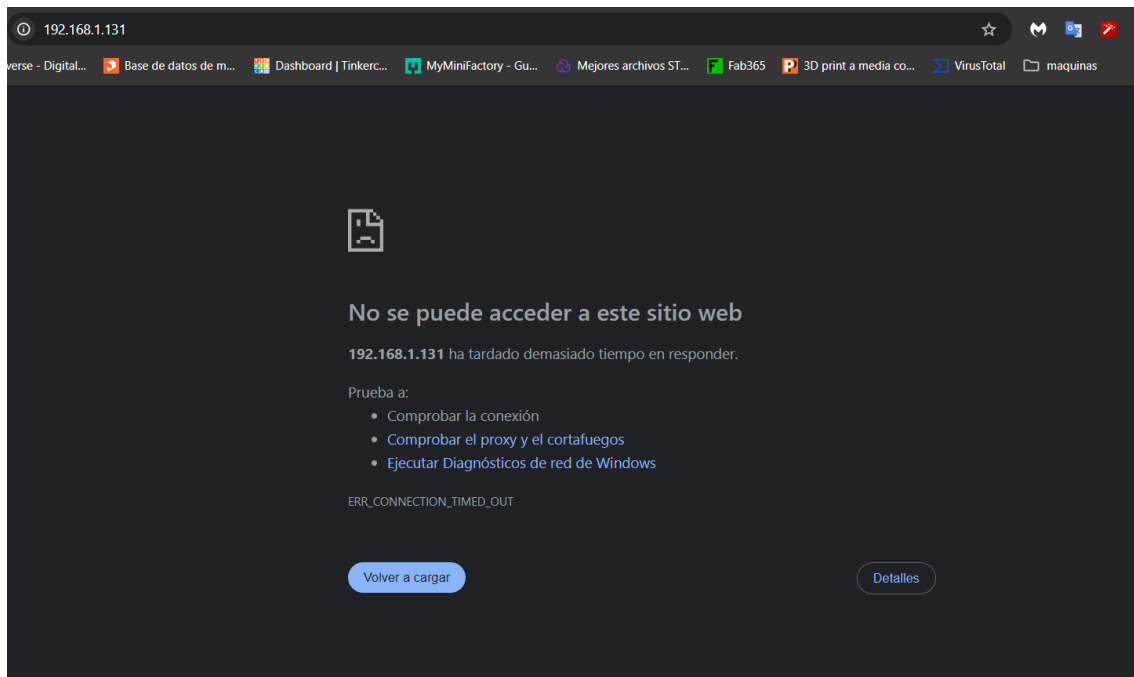 192.168.1.131
verse - Digital... Base de datos de m... Dashboard | Tinkerc... MyMiniFactory - Gu... Mejores archivos ST... Fab365 3D print a media co... VirusTotal maquinas
No se puede acceder a este sitio web
192.168.1.131 ha tardado demasiado tiempo en responder.
Prueba a:
• Comprobar la conexión
• Comprobar el proxy y el cortafuegos
• Ejecutar Diagnósticos de red de Windows
ERR_CONNECTION_TIMED_OUT
Volver a cargar Detalles